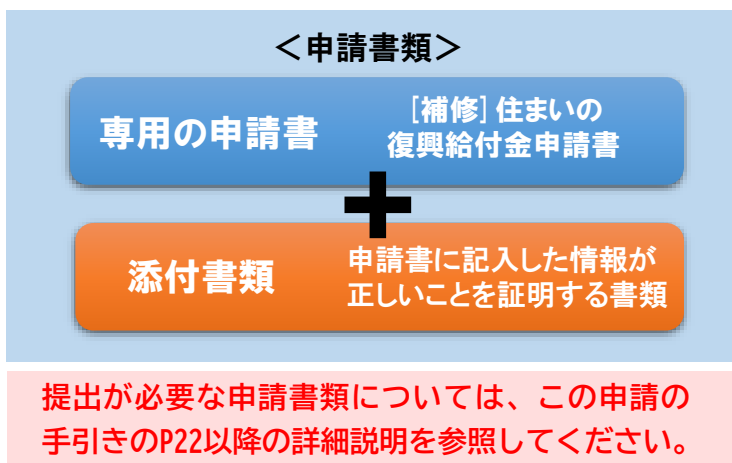 ＜申請書類＞
専用の申請書
[補修] 住まいの
復興給付金申請書
添付書類
申請書に記入した情報が
正しいことを証明する書類
提出が必要な申請書類については、この申請の
手引きのP22以降の詳細説明を参照してください。